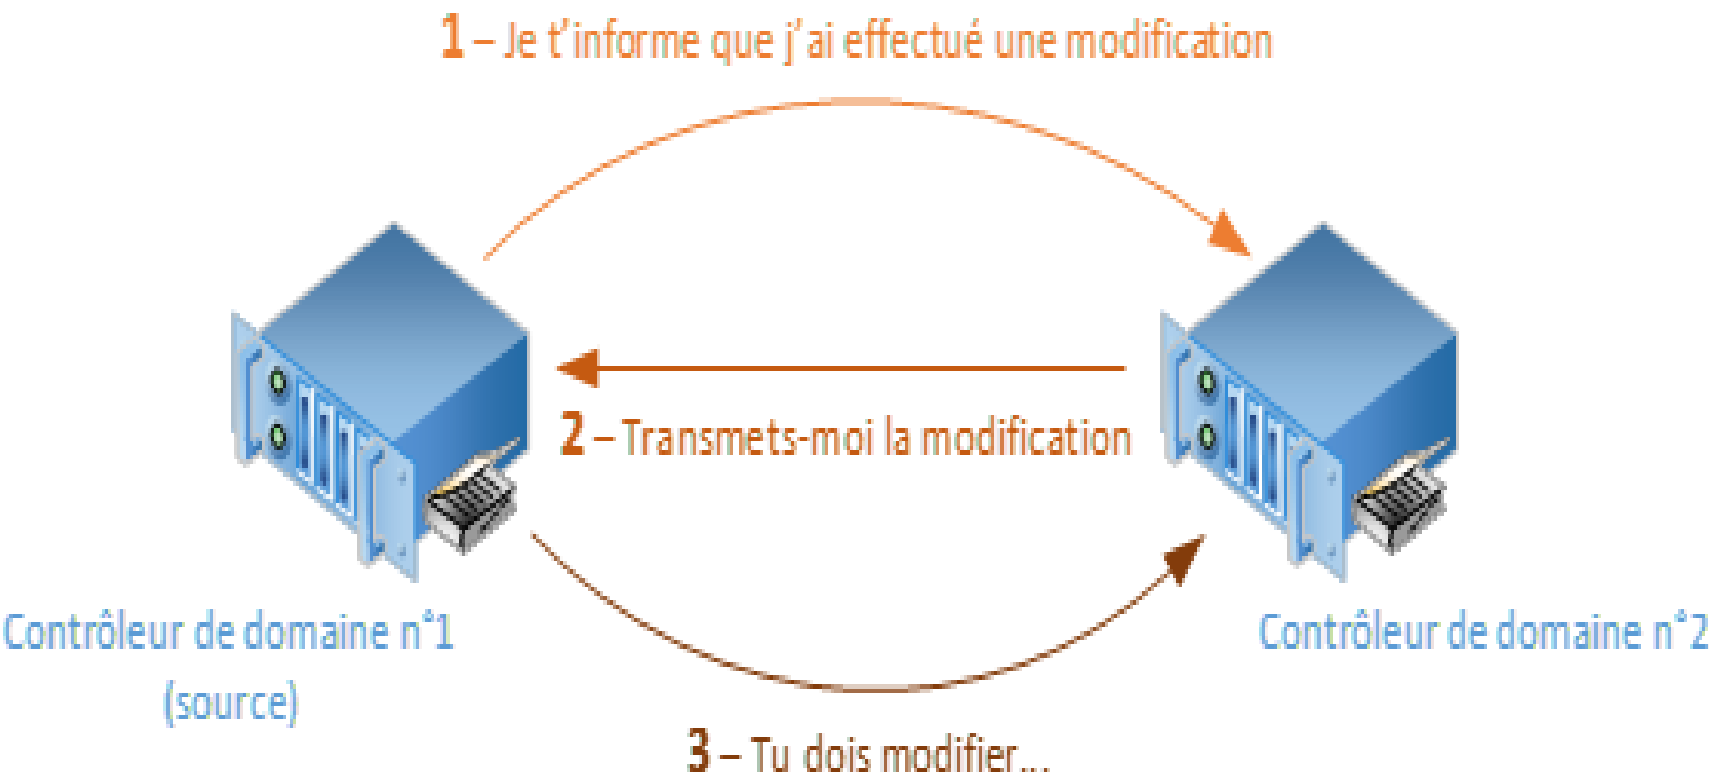 1 – Je t'informe que j'ai effectué une modification
2 – Transmets-moi la modification
Contrôleur de domaine n°1
(source)
Contrôleur de domaine n°2
3 – Tu dois modifier...